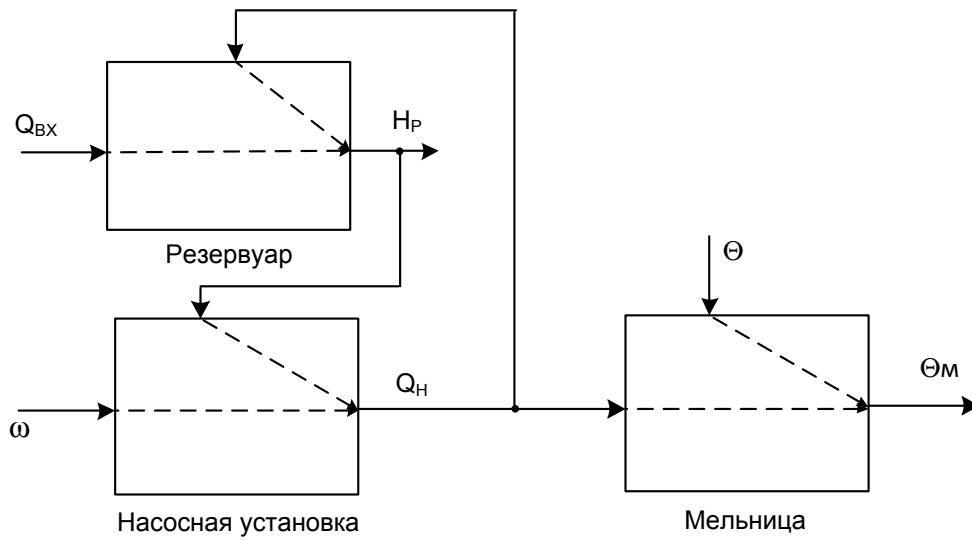 Q_ВХ
H_P
Резервуар
Θ
Θм
Q_H
ω
Насосная установка
Мельница